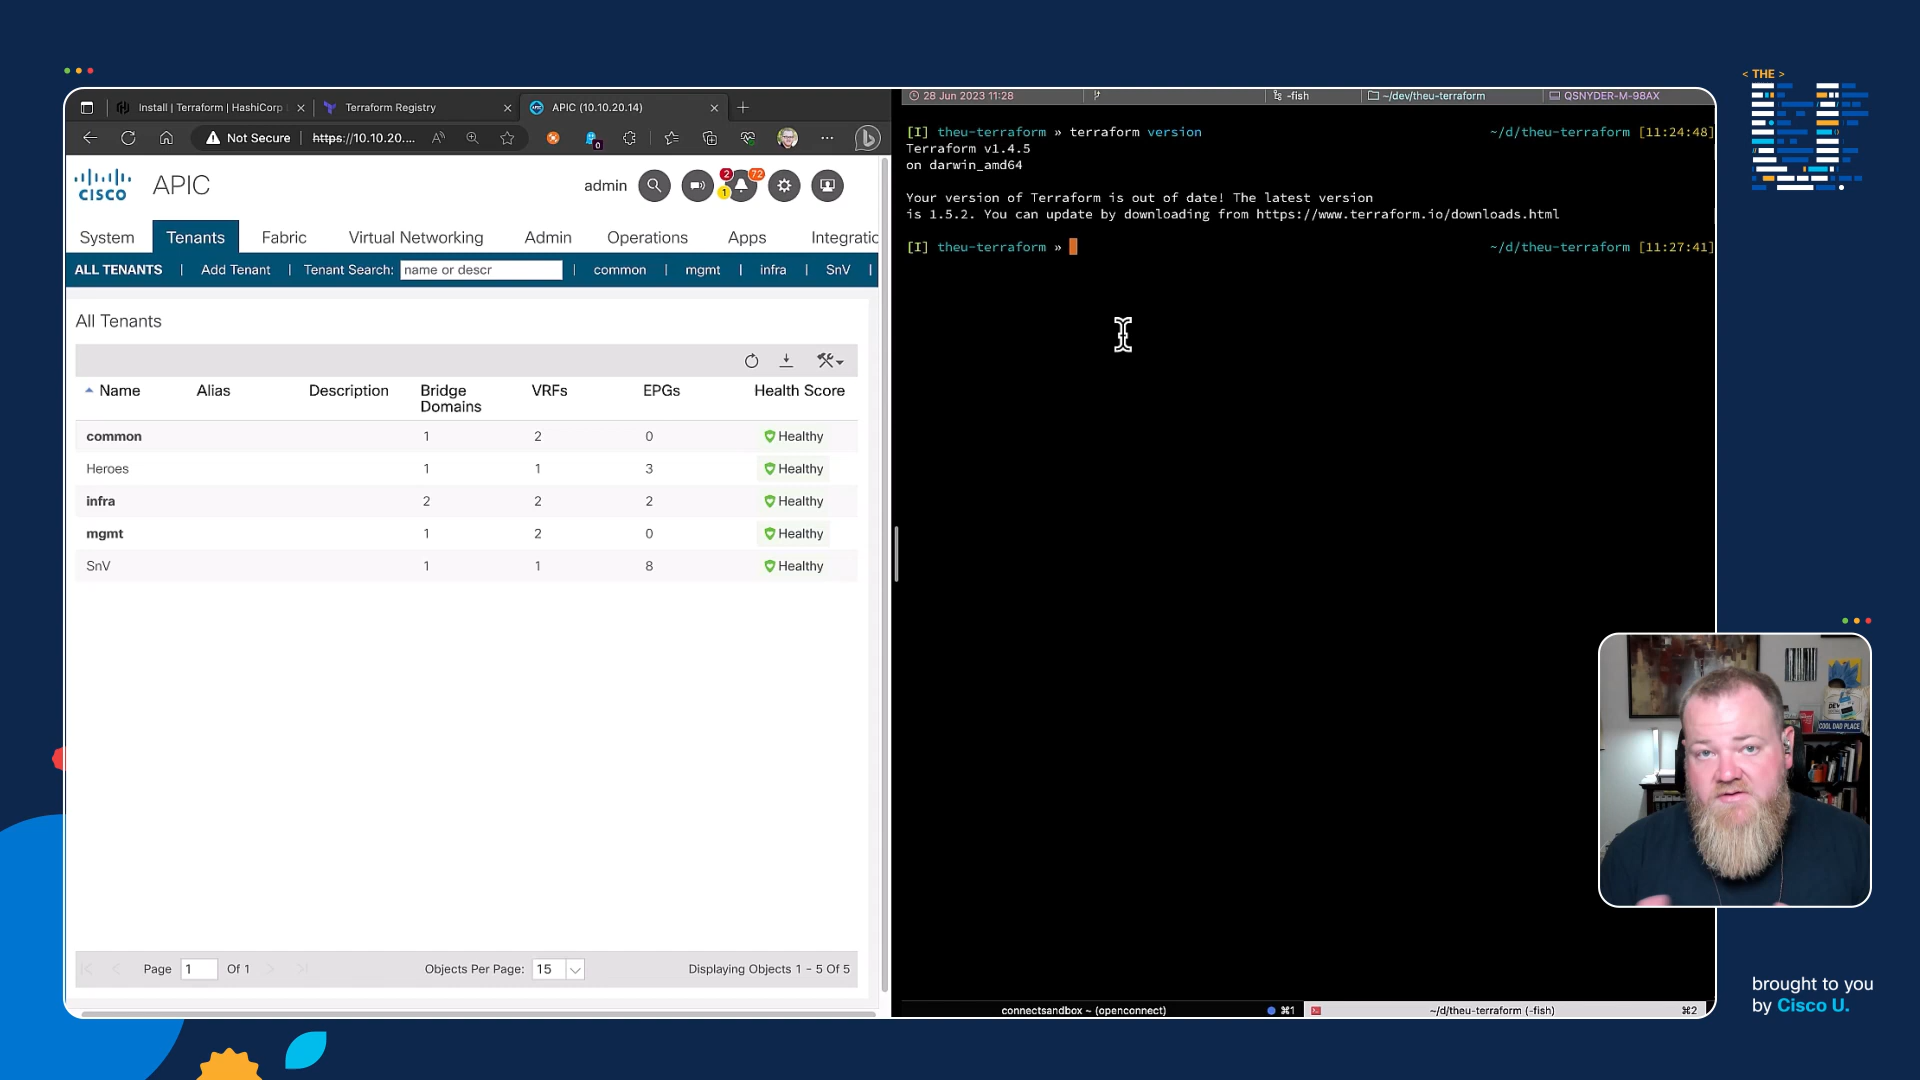 Install | Terraform | HashiCorp
Terraform Registry
APIC (10.10.20.14)
Not Secure
https://10.10.20....
CISCO
APIC
admin
2
1
72
System
Tenants
Fabric
Virtual Networking
Admin
Operations
Apps
Integratic
ALL TENANTS | Add Tenant | Tenant Search: name or descr | common | mgmt | infra | SnV |
All Tenants
Name Alias Description Bridge Domains VRFs EPGs Health Score
common 1 2 0 Healthy
Heroes 1 1 3 Healthy
infra 2 2 2 Healthy
mgmt 1 2 0 Healthy
SnV 1 1 8 Healthy
Page 1 Of 1 Objects Per Page: 15 Displaying Objects 1 - 5 Of 5
28 Jun 2023 11:28 -fish ~/dev/theu-terraform QSNYDER-M-98AX
[I] theu-terraform » terraform version ~/d/theu-terraform [11:24:48]
Terraform v1.4.5
on darwin_amd64
Your version of Terraform is out of date! The latest version
is 1.5.2. You can update by downloading from https://www.terraform.io/downloads.html
[I] theu-terraform » ~/d/theu-terraform [11:27:41]
connectsandbox ~ (openconnect) ⌘1 ~/d/theu-terraform (-fish) ⌘2
< THE >
U
COOL DAD PLACE
brought to you
by Cisco U.